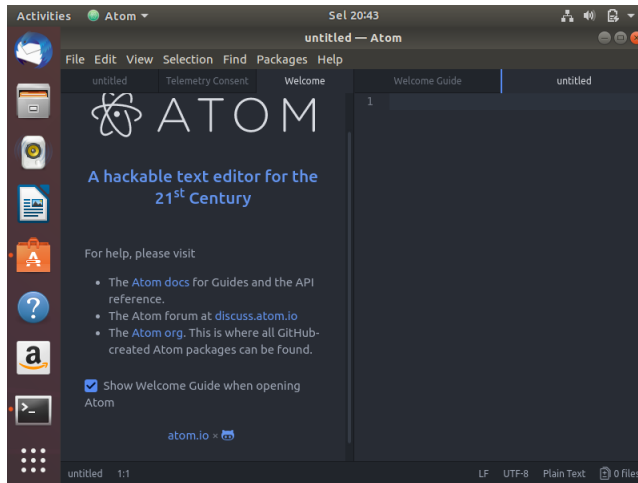 Activities Atom Sel 20:43
untitled — Atom
File Edit View Selection Find Packages Help
untitled Telemetry Consent Welcome Welcome Guide untitled
ATOM
1
A hackable text editor for the
21st Century
For help, please visit
The Atom docs for Guides and the API
reference.
The Atom forum at discuss.atom.io
The Atom org. This is where all GitHub-
created Atom packages can be found.
Show Welcome Guide when opening
Atom
atom.io ×
untitled 1:1 LF UTF-8 Plain Text 0 files